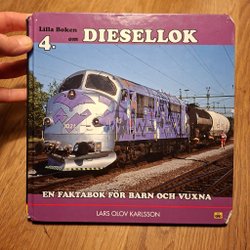 Lilla Boken
4. om DIESELLOK
EN FAKTABOK FÖR BARN OCH VUXNA
LARS OLOV KARLSSON